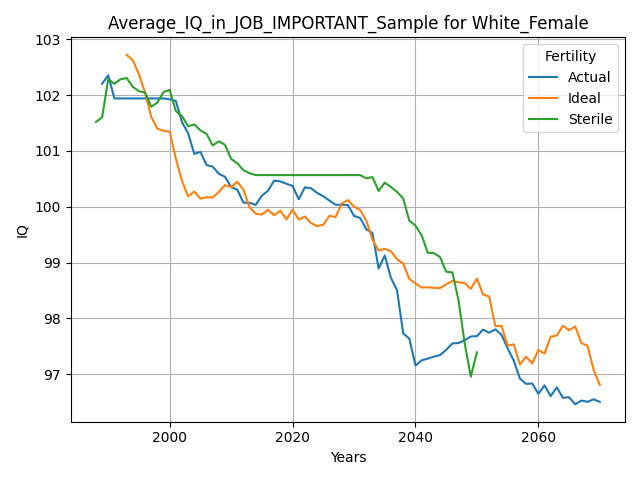 Average_IQ_in_JOB_IMPORTANT_Sample for White_Female
103
102
101
100
99
98
97
IQ
2000
2020
2040
2060
Years
Fertility
Actual
Ideal
Sterile